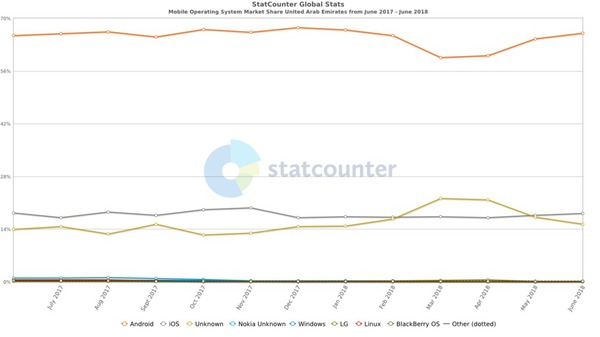 StatCounter Global Stats
Mobile Operating System Market Share United Arab Emirates from June 2017 - June 2018
70%
56%
42%
28%
14%
0%
statcounter
July 2017
Aug 2017
Sept 2017
Oct 2017
Nov 2017
Dec 2017
Jan 2018
Feb 2018
Mar 2018
Apr 2018
May 2018
June 2018
Android iOS Unknown Nokia Unknown Windows LG Linux BlackBerry OS Other (dotted)